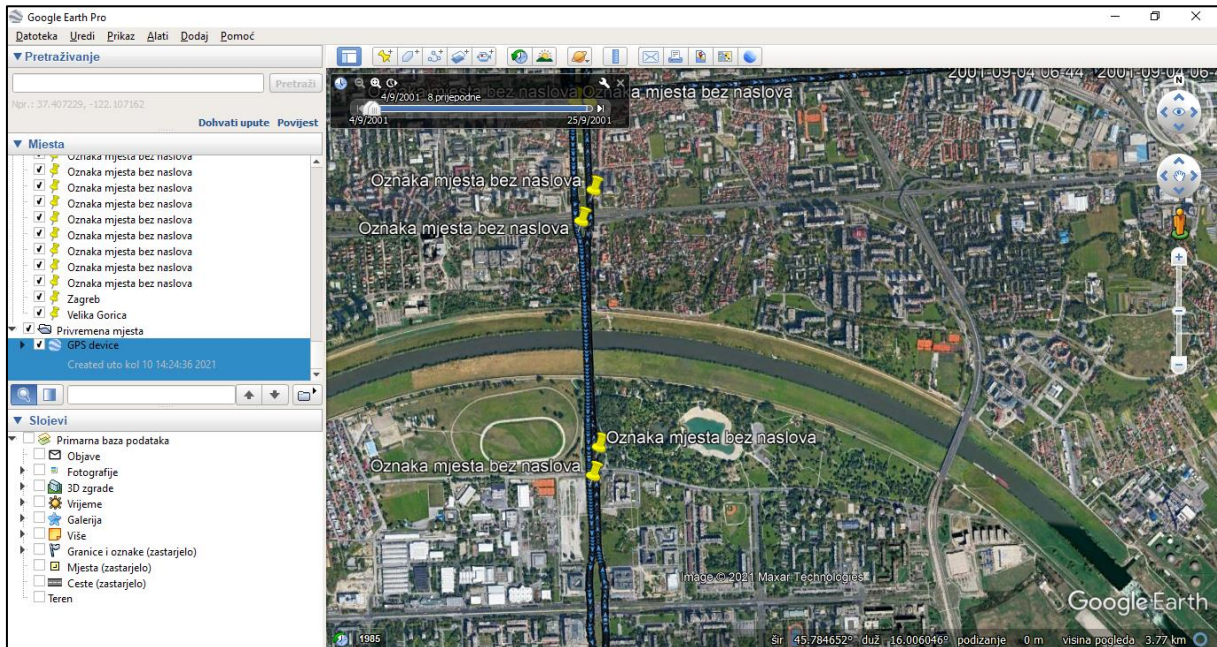 Google Earth Pro
Datoteka Uredi Prikaz Alati Dodaj Pomoć
Pretraživanje
Pretraži
Npr.: 37.407229, -122.107162
Dohvati upute Povijest
Mjesta
Oznaka mjesta bez naslova
Oznaka mjesta bez naslova
Oznaka mjesta bez naslova
Oznaka mjesta bez naslova
Oznaka mjesta bez naslova
Oznaka mjesta bez naslova
Oznaka mjesta bez naslova
Oznaka mjesta bez naslova
Oznaka mjesta bez naslova
Zagreb
Velika Gorica
Privremena mjesta
GPS device
Created uto kol 10 14:24:36 2021
Slojevi
Primarna baza podataka
Objave
Fotografije
3D zgrade
Vrijeme
Galerija
Više
Granice i oznake (zastarjelo)
Mjesta (zastarjelo)
Ceste (zastarjelo)
Teren
2001-09-04 06:44 2001-09-04 06:4
4/9/2001 8 prijepodne
Oznaka mjesta bez naslova Oznaka mjesta bez naslova
4/9/2001 25/9/2001
N
Oznaka mjesta bez naslova
Oznaka mjesta bez naslova
Oznaka mjesta bez naslova
Oznaka mjesta bez naslova
Image © 2021 Maxar Technologies
Google Earth
1985 šir 45.784652° duž 16.006046° podizanje 0 m visina pogleda 3.77 km